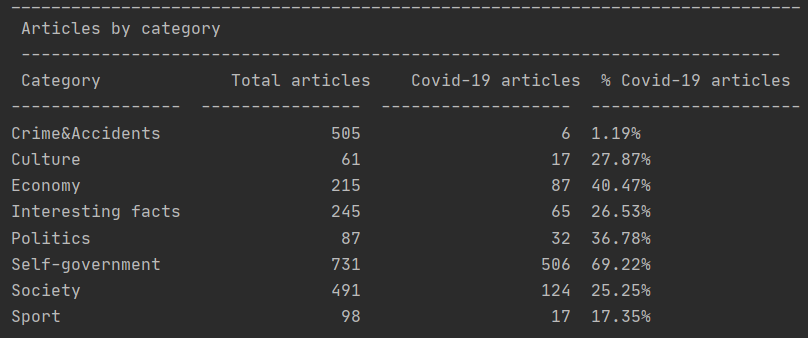 Articles by category
Category Total articles Covid-19 articles % Covid-19 articles
Crime&Accidents 505 6 1.19%
Culture 61 17 27.87%
Economy 215 87 40.47%
Interesting facts 245 65 26.53%
Politics 87 32 36.78%
Self-government 731 506 69.22%
Society 491 124 25.25%
Sport 98 17 17.35%